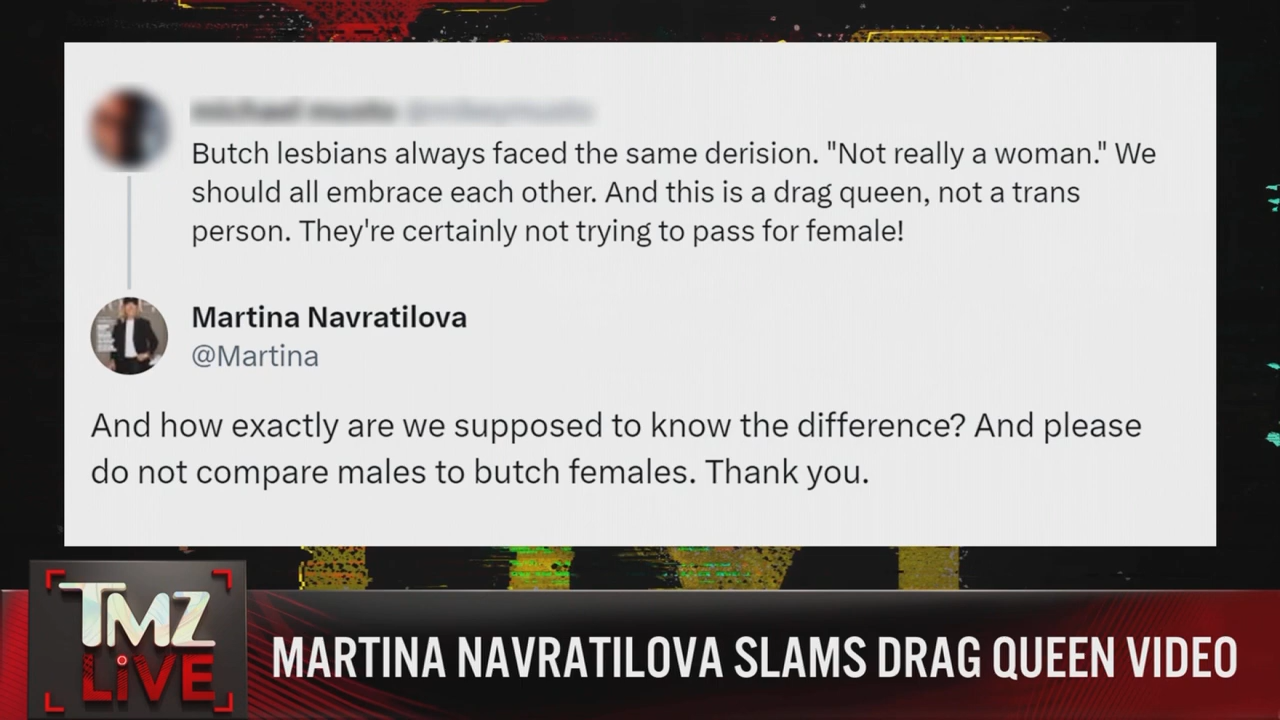 Butch lesbians always faced the same derision. "Not really a woman." We
should all embrace each other. And this is a drag queen, not a trans
person. They're certainly not trying to pass for female!
Martina Navratilova
@Martina
And how exactly are we supposed to know the difference? And please
do not compare males to butch females. Thank you.
TMZ
LiVE
MARTINA NAVRATILOVA SLAMS DRAG QUEEN VIDEO